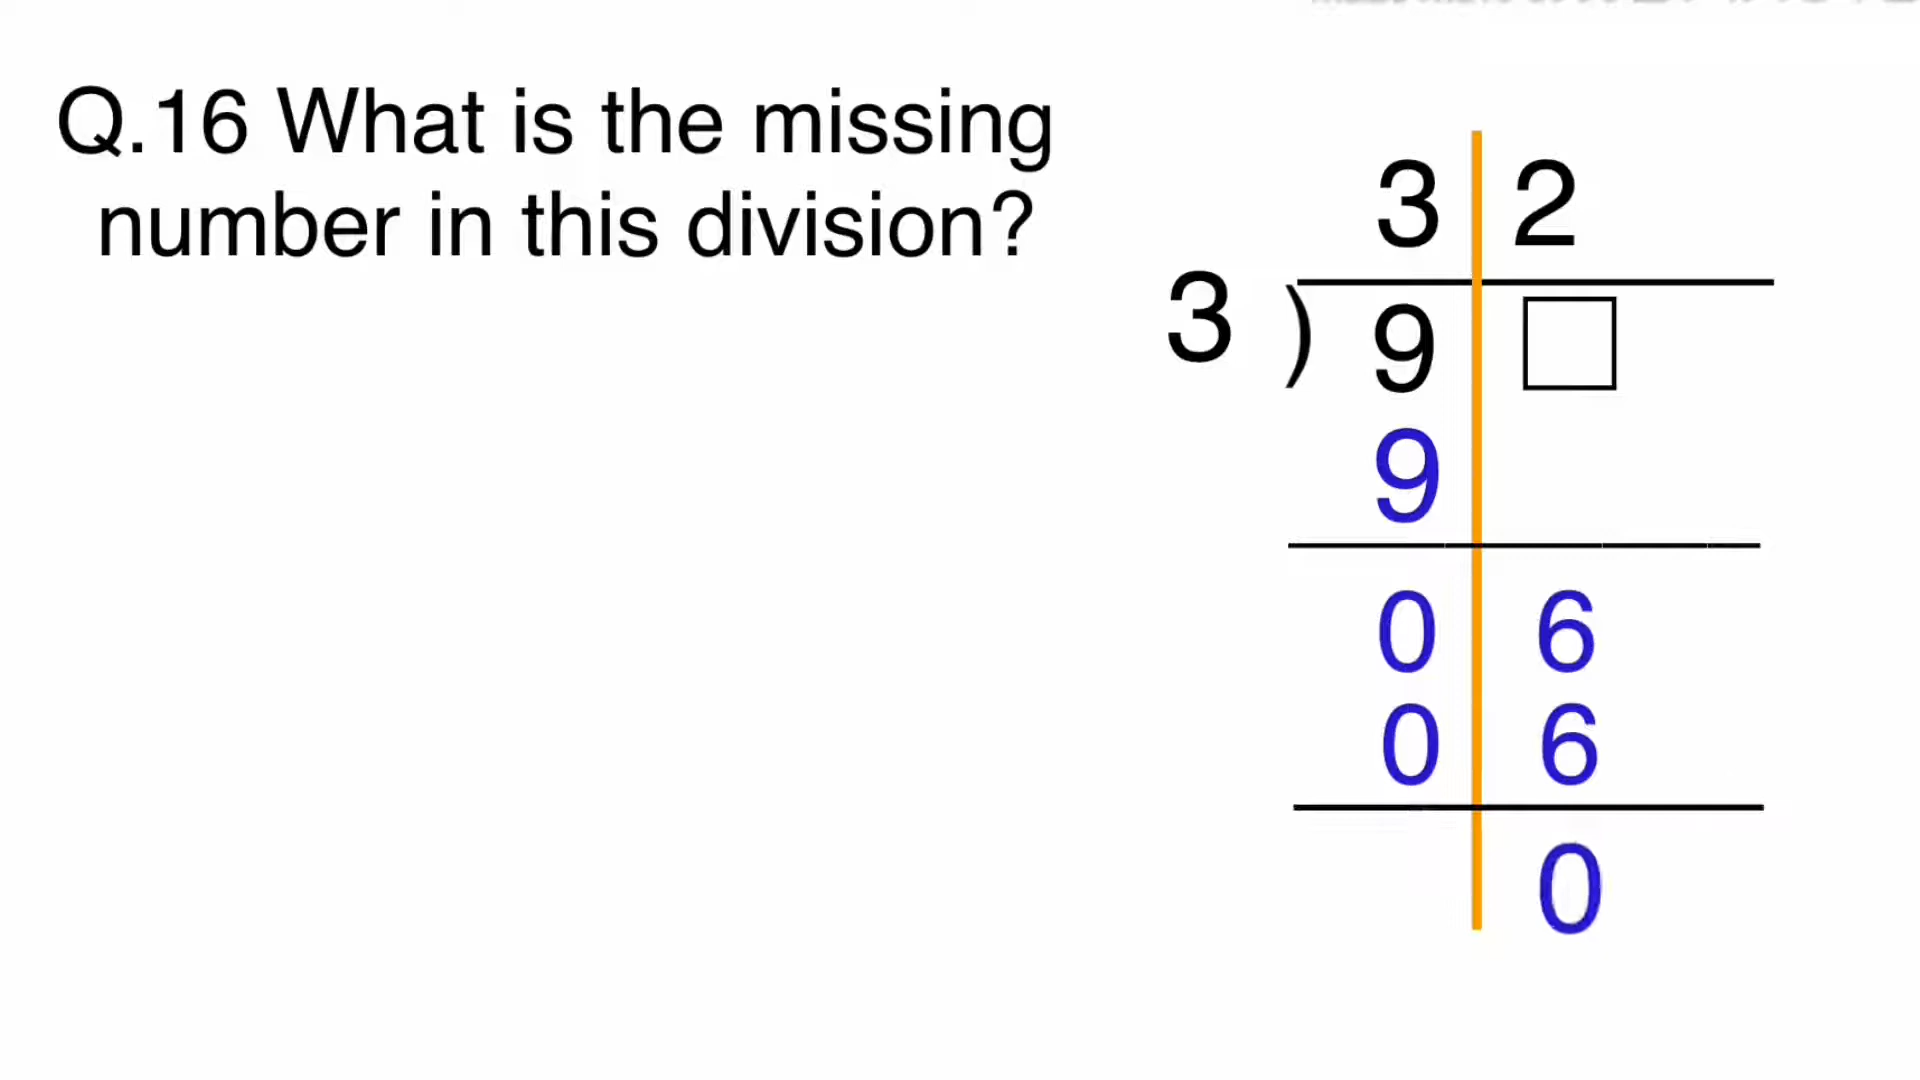 Q.16 What is the missing
number in this division?
3 2
3 ) 9 □
9
0 6
0 6
0